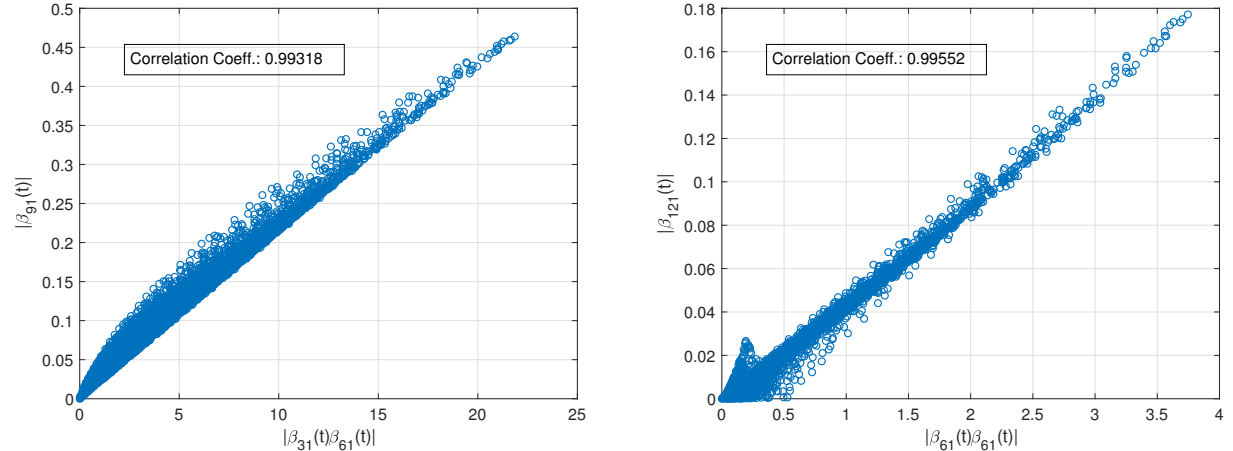 0.5
0.45
0.4
0.35
0.3
0.25
0.2
0.15
0.1
0.05
0
|β91(t)|
Correlation Coeff.: 0.99318
0 5 10 15 20 25
|β31(t)β61(t)|
0.18
0.16
0.14
0.12
0.1
0.08
0.06
0.04
0.02
0
|β121(t)|
Correlation Coeff.: 0.99552
0 0.5 1 1.5 2 2.5 3 3.5 4
|β61(t)β61(t)|